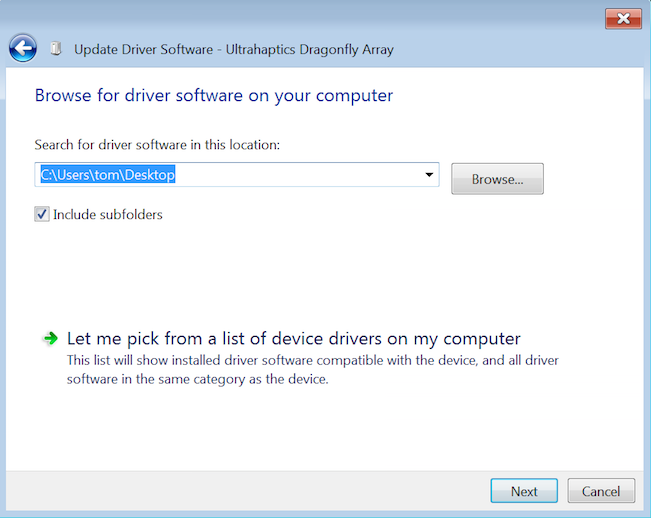 Update Driver Software - Ultrahaptics Dragonfly Array
Browse for driver software on your computer
Search for driver software in this location:
C:\Users\tom\Desktop
Browse...
Include subfolders
Let me pick from a list of device drivers on my computer
This list will show installed driver software compatible with the device, and all driver
software in the same category as the device.
Next
Cancel